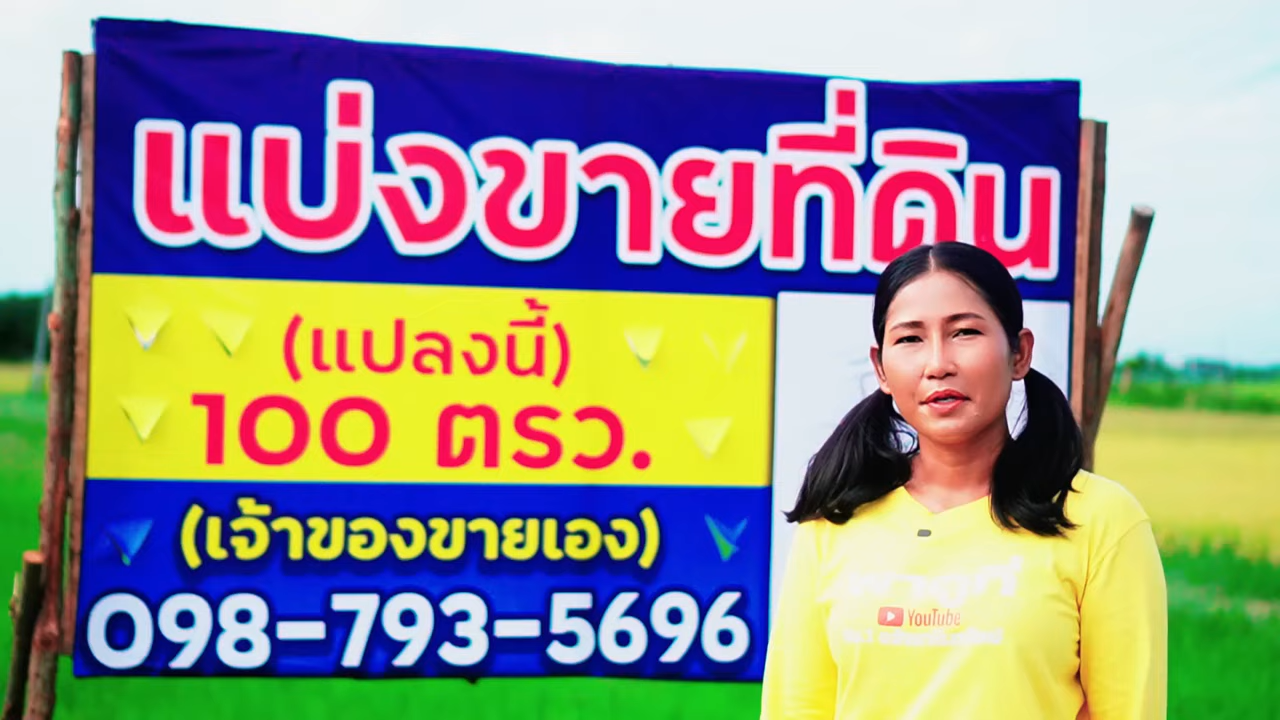 แบ่งขายที่ดิน
(แปลงนี้)
100 ตรว.
(เจ้าของขายเอง)
098-793-5696
YouTube